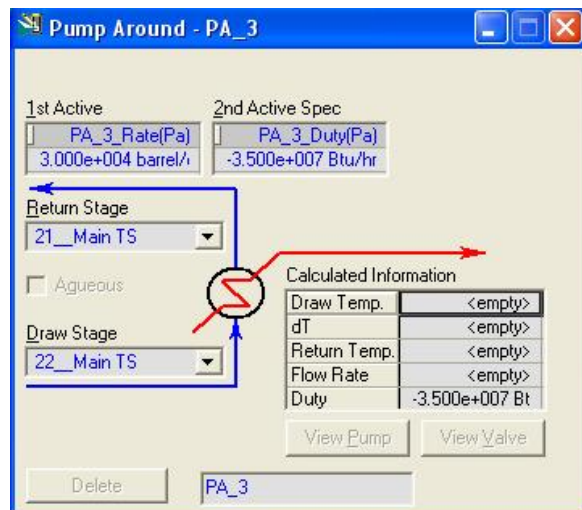 Pump Around - PA_3
1st Active 2nd Active Spec
PA_3_Rate(Pa) PA_3_Duty(Pa)
3.000e+004 barrel/ -3.500e+007 Btu/hr
Return Stage
21__Main TS
Aqueous
Calculated Information
Draw Temp. <empty>
dT <empty>
Draw Stage
Return Temp. <empty>
22__Main TS
Flow Rate <empty>
Duty -3.500e+007 Bt
View Pump View Valve
Delete PA_3